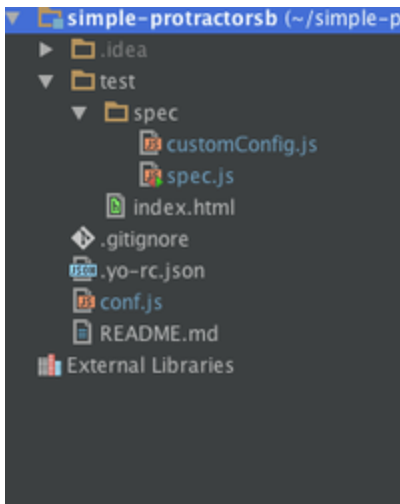 simple-protractorsb (~/simple-p
.idea
test
spec
customConfig.js
spec.js
index.html
.gitignore
.yo-rc.json
conf.js
README.md
External Libraries